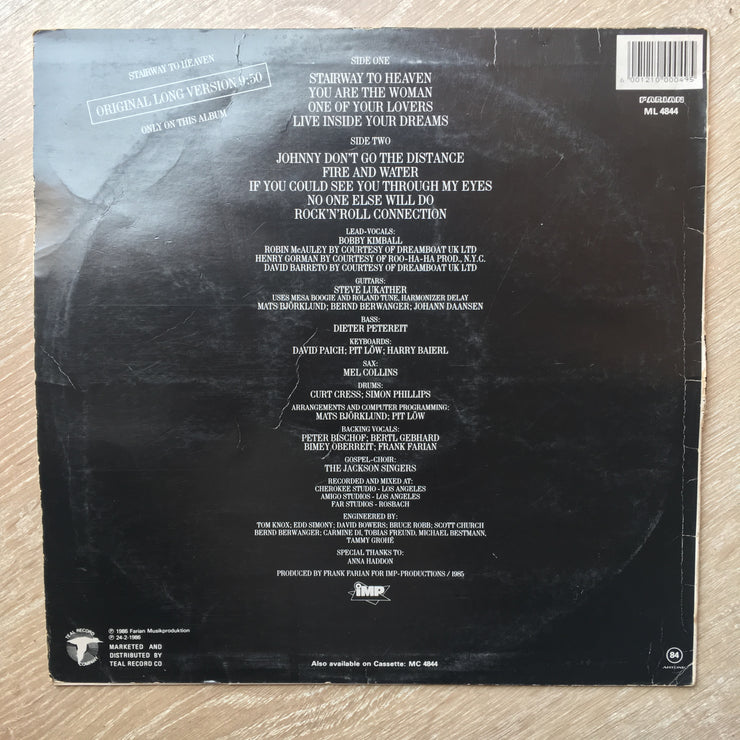 STAIRWAY TO HEAVEN
ORIGINAL LONG VERSION 9:50
ONLY ON THIS ALBUM
SIDE ONE
STAIRWAY TO HEAVEN
YOU ARE THE WOMAN
ONE OF YOUR LOVERS
LIVE INSIDE YOUR DREAMS
6 001210 000495
FARIAN
ML 4844
SIDE TWO
JOHNNY DON'T GO THE DISTANCE
FIRE AND WATER
IF YOU COULD SEE YOU THROUGH MY EYES
NO ONE ELSE WILL DO
ROCK'N'ROLL CONNECTION
LEAD-VOCALS:
BOBBY KIMBALL
ROBIN McAULEY BY COURTESY OF DREAMBOAT UK LTD
HENRY GORMAN BY COURTESY OF ROO-HA-HA PROD., N.Y.C.
DAVID BARRETO BY COURTESY OF DREAMBOAT UK LTD
GUITARS:
STEVE LUKATHER
USES MESA BOOGIE AND ROLAND TUNE, HARMONIZER DELAY
MATS BJÖRKLUND; BERND BERWANGER; JOHANN DAANSEN
BASS:
DIETER PETEREIT
KEYBOARDS:
DAVID PAICH; PIT LÖW; HARRY BAIERL
SAX:
MEL COLLINS
DRUMS:
CURT CRESS; SIMON PHILLIPS
ARRANGEMENTS AND COMPUTER PROGRAMMING:
MATS BJÖRKLUND; PIT LÖW
BACKING VOCALS:
PETER BISCHOF; BERTL GEBHARD
BIMEY OBERREIT; FRANK FARIAN
GOSPEL-CHOIR:
THE JACKSON SINGERS
RECORDED AND MIXED AT:
CHEROKEE STUDIO - LOS ANGELES
AMIGO STUDIOS - LOS ANGELES
FAR STUDIOS - ROSBACH
ENGINEERED BY:
TOM KNOX; EDD SIMONY; DAVID BOWERS; BRUCE ROBB; SCOTT CHURCH
BERND BERWANGER; CARMINE DI, TOBIAS FREUND, MICHAEL BESTMANN,
TAMMY GROHÉ
SPECIAL THANKS TO:
ANNA HADDON
PRODUCED BY FRANK FARIAN FOR IMP-PRODUCTIONS / 1985
IMP
TEAL RECORD
COMPANY
℗ 1986 Farian Musikproduktion
℗ 24-2-1986
MARKETED AND
DISTRIBUTED BY
TEAL RECORD CO
Also available on Cassette: MC 4844
84